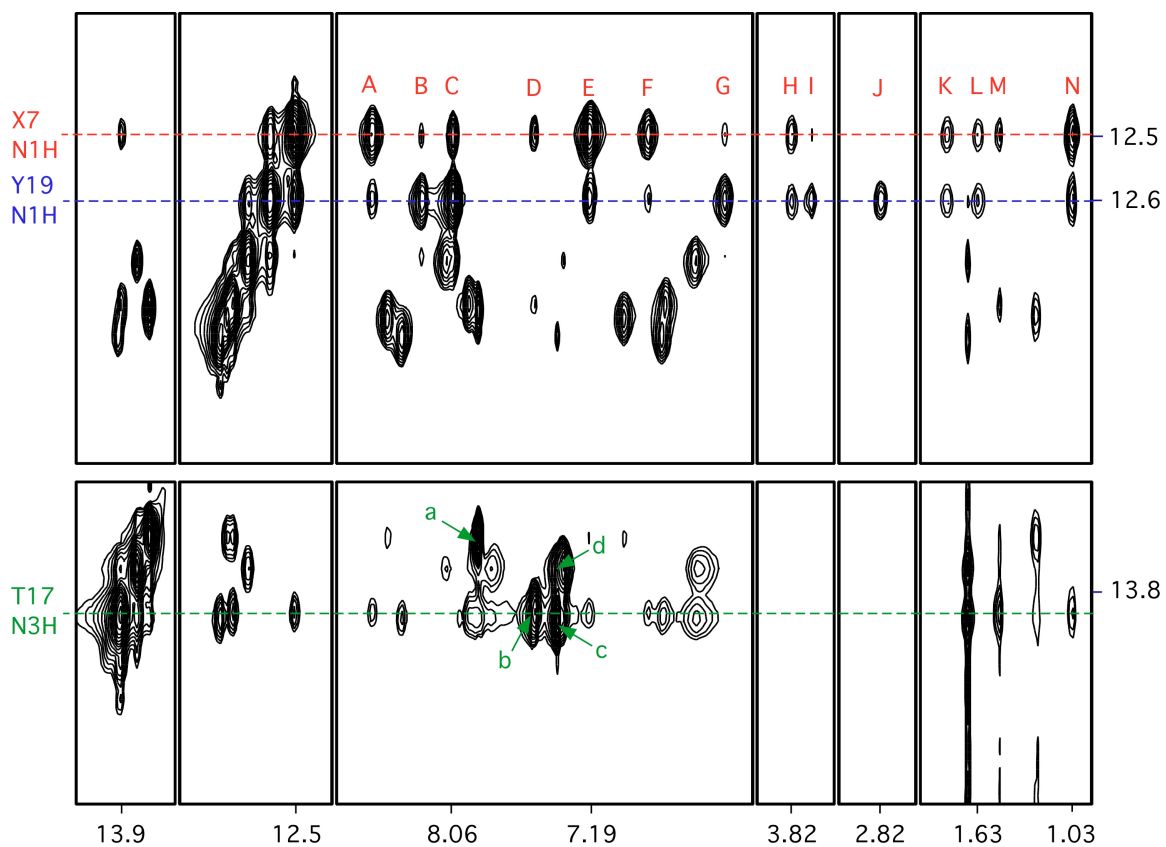 A B C D E F G H I J K L M N
X7
N1H
12.5
Y19
N1H
12.6
a
d
T17
N3H
13.8
b
c
13.9 12.5 8.06 7.19 3.82 2.82 1.63 1.03